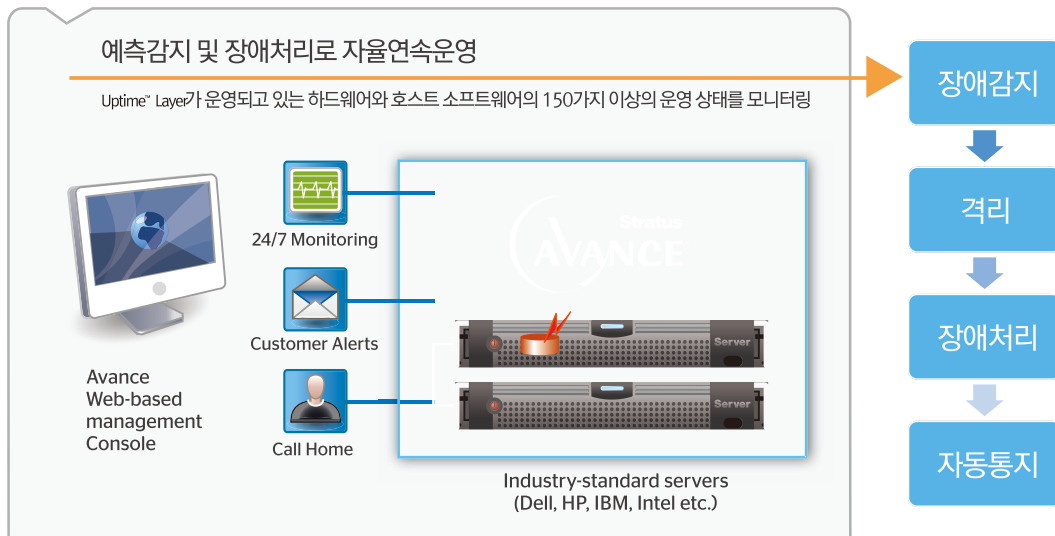 예측감지 및 장애처리로 자율연속운영
Uptime™ Layer가 운영되고 있는 하드웨어와 호스트 소프트웨어의 150가지 이상의 운영 상태를 모니터링
Avance
Web-based
management
Console
24/7 Monitoring
Customer Alerts
Call Home
Stratus
AVANCE
Server
Server
Industry-standard servers
(Dell, HP, IBM, Intel etc.)
장애감지
격리
장애처리
자동통지